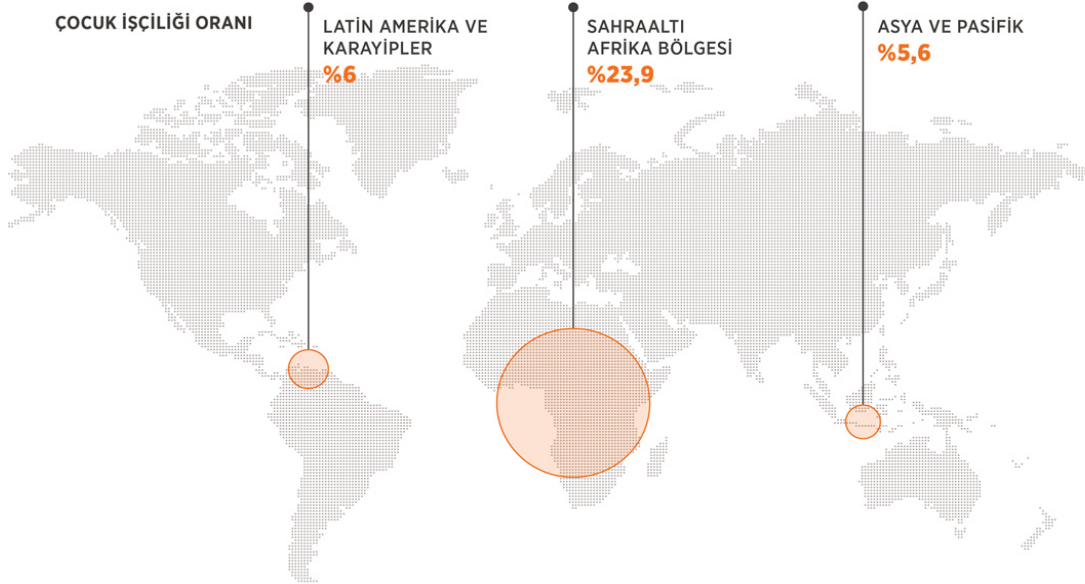 ÇOCUK İŞÇİLİĞİ ORANI
LATİN AMERİKA VE
KARAYİPLER
%6
SAHRAALTI
AFRİKA BÖLGESİ
%23,9
ASYA VE PASİFİK
%5,6